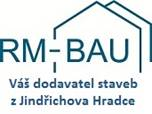 RM-BAU
Váš dodavatel staveb
z Jindřichova Hradce